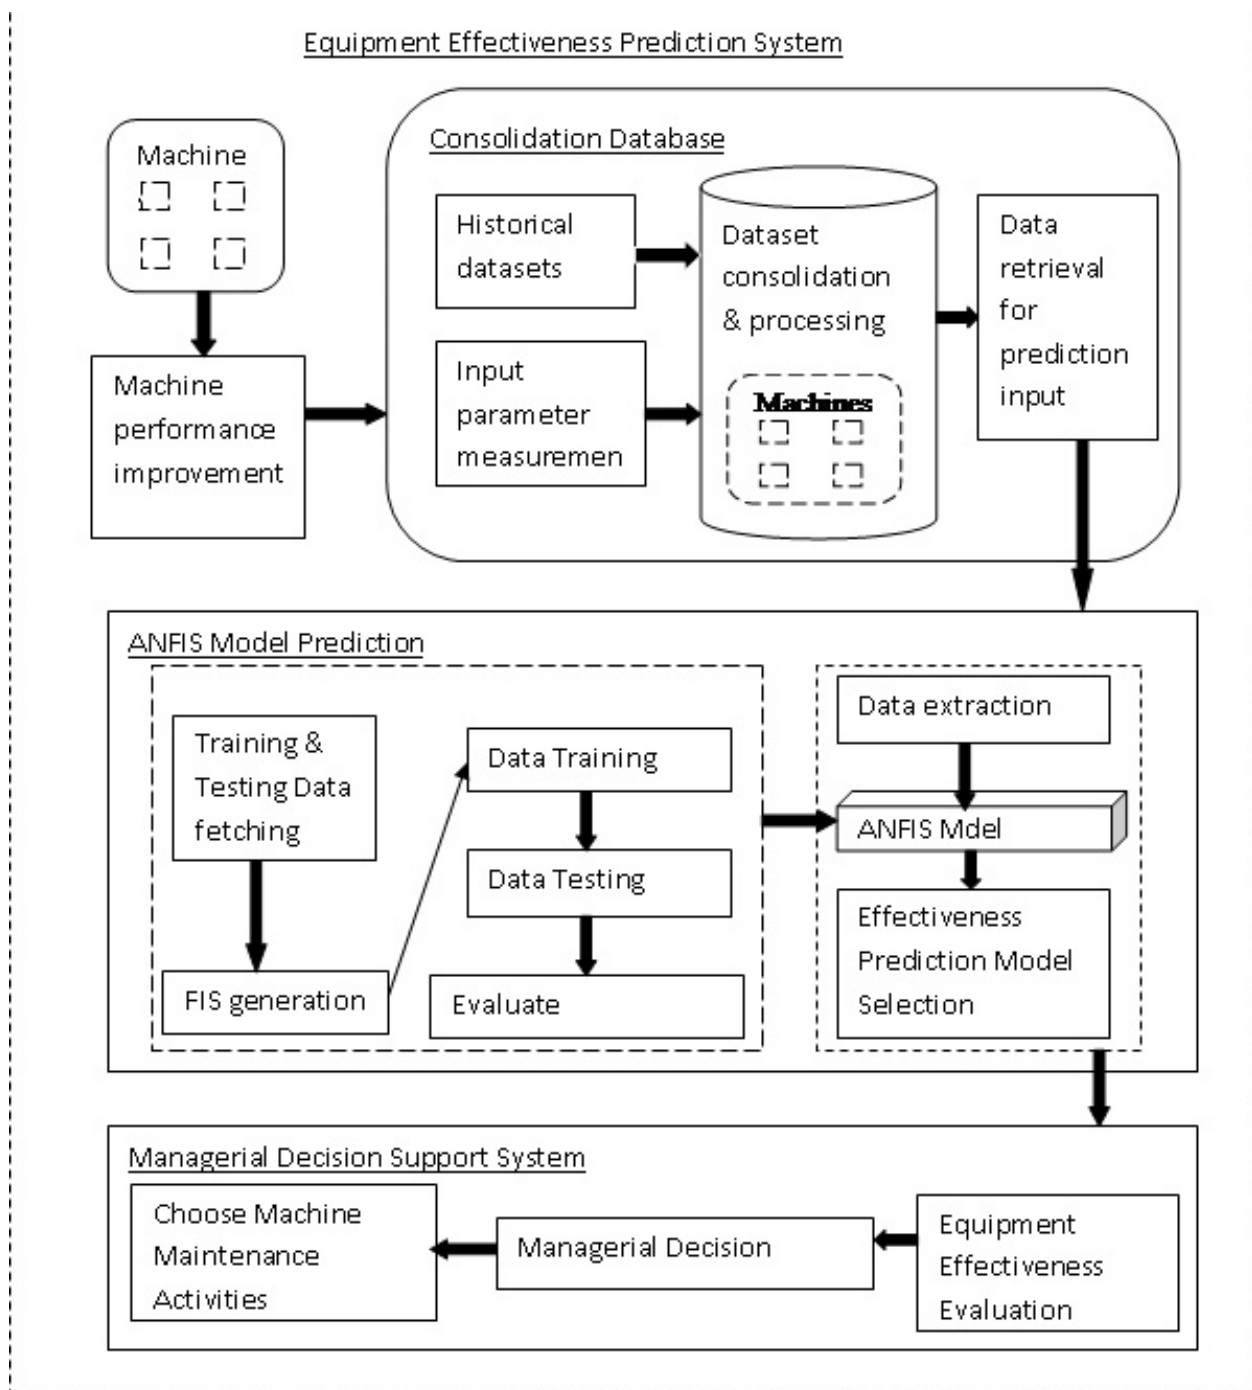 Equipment Effectiveness Prediction System
Machine
Machine
performance
improvement
Consolidation Database
Historical
datasets
Input
parameter
measuremen
Dataset
consolidation
& processing
Machines
Data
retrieval
for
prediction
input
ANFIS Model Prediction
Training &
Testing Data
fetching
FIS generation
Data Training
Data Testing
Evaluate
Data extraction
ANFIS Mdel
Effectiveness
Prediction Model
Selection
Managerial Decision Support System
Choose Machine
Maintenance
Activities
Managerial Decision
Equipment
Effectiveness
Evaluation